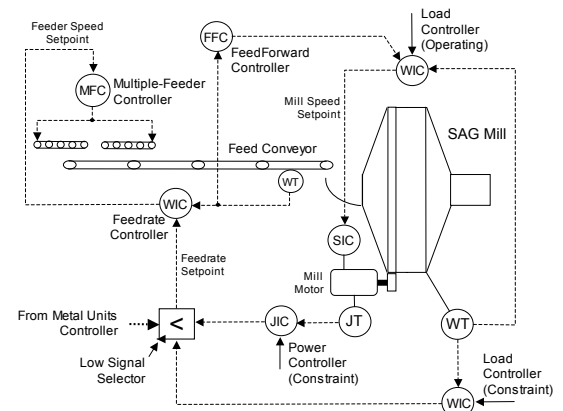 Feeder Speed
Setpoint
FFC
FeedForward
Controller
Load
Controller
(Operating)
WIC
MFC
Multiple-Feeder
Controller
Mill Speed
Setpoint
SAG Mill
Feed Conveyor
WT
WIC
Feedrate
Controller
SIC
Feedrate
Setpoint
Mill
Motor
From Metal Units
Controller
<
JIC
JT
WT
Low Signal
Selector
Power
Controller
(Constraint)
Load
Controller
(Constraint)
WIC